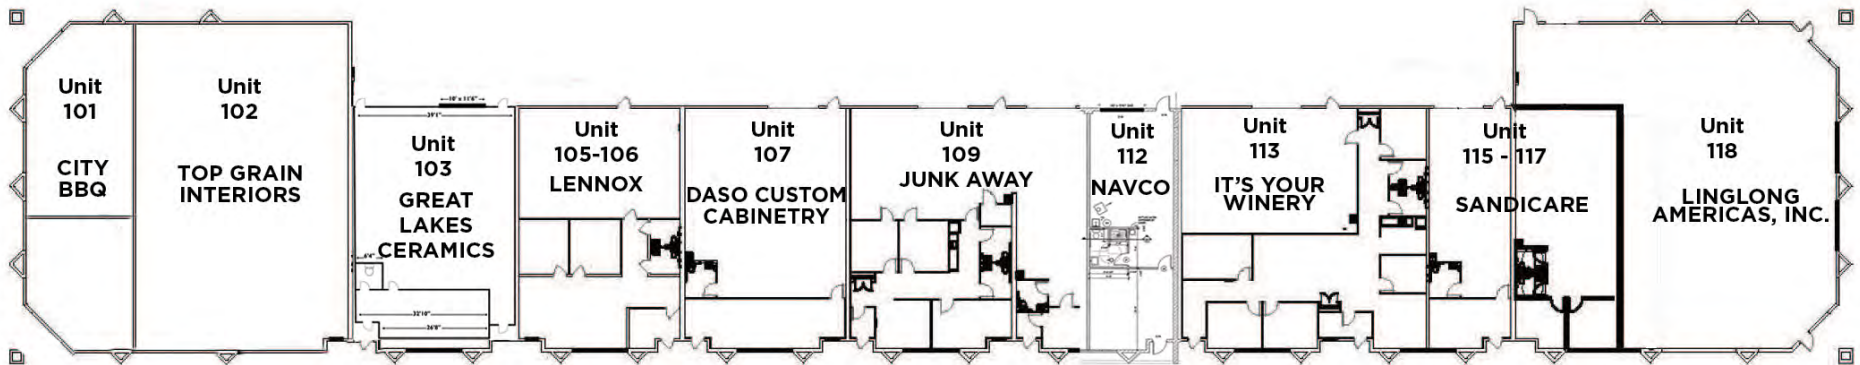 Unit
101
CITY
BBQ
Unit
102
TOP GRAIN
INTERIORS
Unit
103
GREAT
LAKES
CERAMICS
Unit
105-106
LENNOX
Unit
107
DASO CUSTOM
CABINETRY
Unit
109
JUNK AWAY
Unit
112
NAVCO
Unit
113
IT'S YOUR
WINERY
Unit
115 - 117
SANDICARE
Unit
118
LINGLONG
AMERICAS, INC.